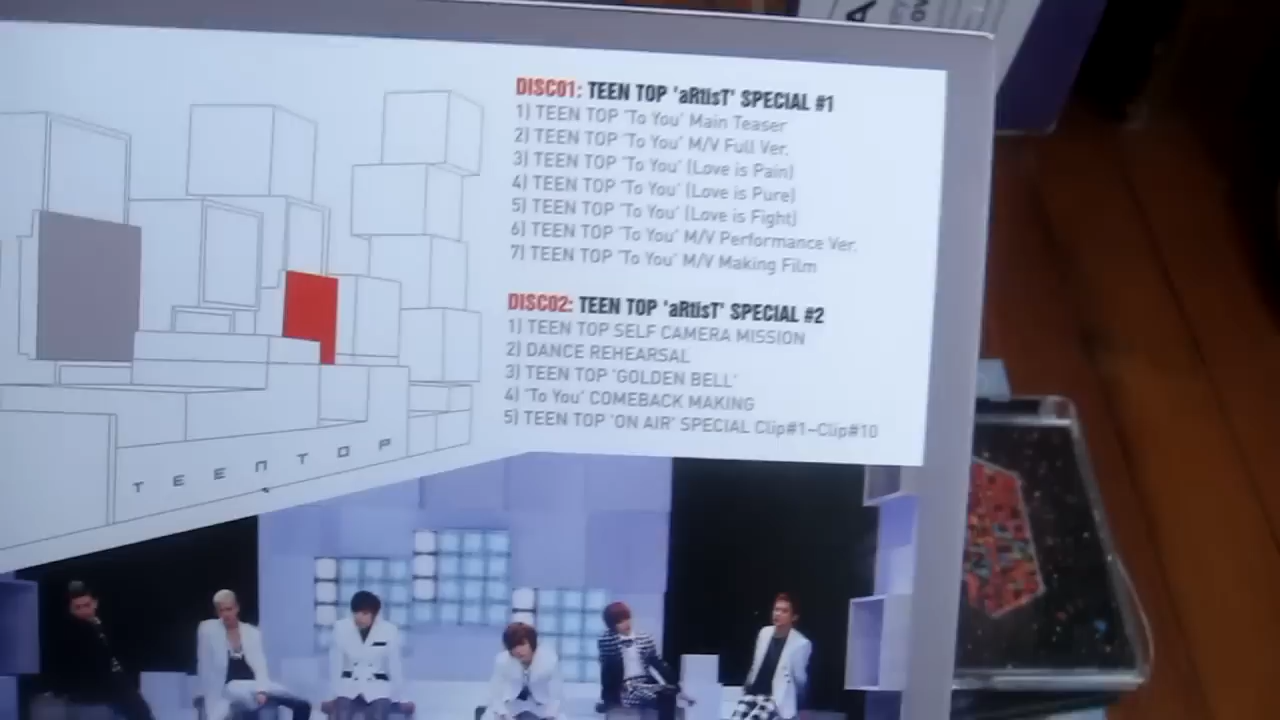 DISC01: TEEN TOP 'aRtisT' SPECIAL #1
1) TEEN TOP 'To You' Main Teaser
2) TEEN TOP 'To You' M/V Full Ver.
3) TEEN TOP 'To You' (Love is Pain)
4) TEEN TOP 'To You' (Love is Pure)
5) TEEN TOP 'To You' (Love is Fight)
6) TEEN TOP 'To You' M/V Performance Ver.
7) TEEN TOP 'To You' M/V Making Film
DISC02: TEEN TOP 'aRtisT' SPECIAL #2
1) TEEN TOP SELF CAMERA MISSION
2) DANCE REHEARSAL
3) TEEN TOP 'GOLDEN BELL'
4) 'To You' COMEBACK MAKING
5) TEEN TOP 'ON AIR' SPECIAL Clip#1~Clip#10
TEEN TOP